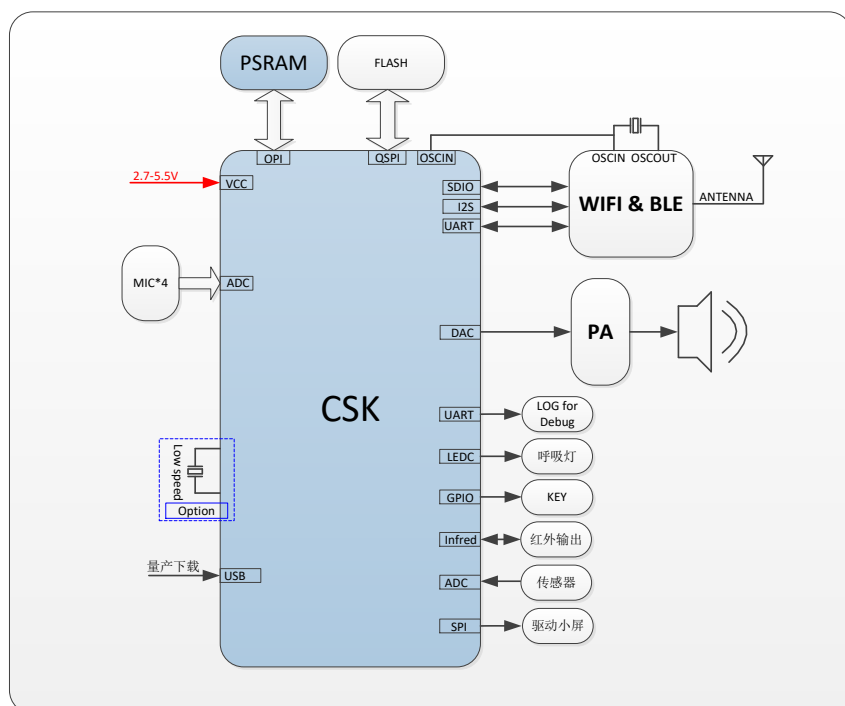 PSRAM
FLASH
OPI
QSPI
OSCIN
OSCIN OSCOUT
2.7-5.5V
VCC
SDIO
I2S
UART
WIFI & BLE
ANTENNA
MIC*4
ADC
DAC
PA
CSK
UART
LOG for
Debug
Low speed
Option
LEDC
呼吸灯
GPIO
KEY
Infred
红外输出
量产下载
USB
ADC
传感器
SPI
驱动小屏